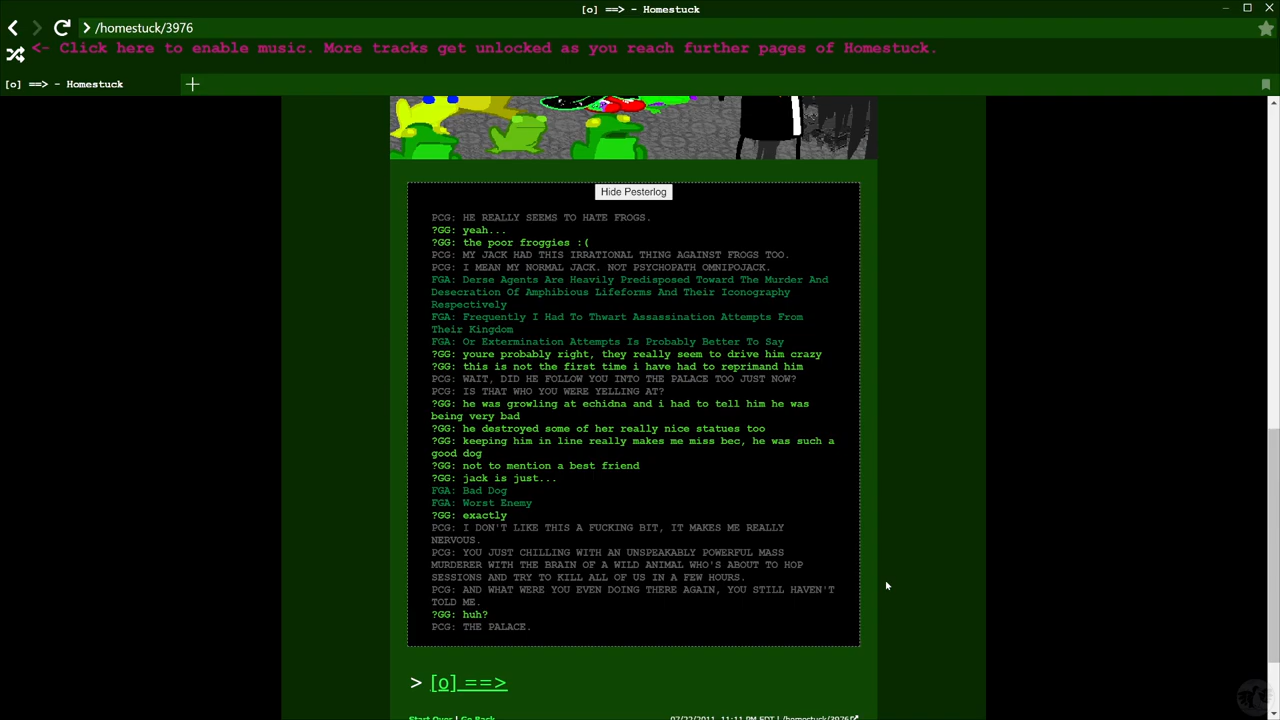 [o] ==> - Homestuck
/homestuck/3976
<- Click here to enable music. More tracks get unlocked as you reach further pages of Homestuck.
[o] ==> - Homestuck
Hide Pesterlog
PCG: HE REALLY SEEMS TO HATE FROGS.
?GG: yeah...
?GG: the poor froggies :(
PCG: MY JACK HAD THIS IRRATIONAL THING AGAINST FROGS TOO.
PCG: I MEAN MY NORMAL JACK. NOT PSYCHOPATH OMNIPOJACK.
FGA: Derse Agents Are Heavily Predisposed Toward The Murder And
Desecration Of Amphibious Lifeforms And Their Iconography
Respectively
FGA: Frequently I Had To Thwart Assassination Attempts From
Their Kingdom
FGA: Or Extermination Attempts Is Probably Better To Say
?GG: youre probably right, they really seem to drive him crazy
?GG: this is not the first time i have had to reprimand him
PCG: WAIT, DID HE FOLLOW YOU INTO THE PALACE TOO JUST NOW?
PCG: IS THAT WHO YOU WERE YELLING AT?
?GG: he was growling at echidna and i had to tell him he was
being very bad
?GG: he destroyed some of her really nice statues too
?GG: keeping him in line really makes me miss bec, he was such a
good dog
?GG: not to mention a best friend
?GG: jack is just...
FGA: Bad Dog
FGA: Worst Enemy
?GG: exactly
PCG: I DON'T LIKE THIS A FUCKING BIT, IT MAKES ME REALLY
NERVOUS.
PCG: YOU JUST CHILLING WITH AN UNSPEAKABLY POWERFUL MASS
MURDERER WITH THE BRAIN OF A WILD ANIMAL WHO'S ABOUT TO HOP
SESSIONS AND TRY TO KILL ALL OF US IN A FEW HOURS.
PCG: AND WHAT WERE YOU EVEN DOING THERE AGAIN, YOU STILL HAVEN'T
TOLD ME.
?GG: huh?
PCG: THE PALACE.
> [o] ==>
Start Over | Go Back
07/22/2011, 11:11 PM EDT | /homestuck/3976